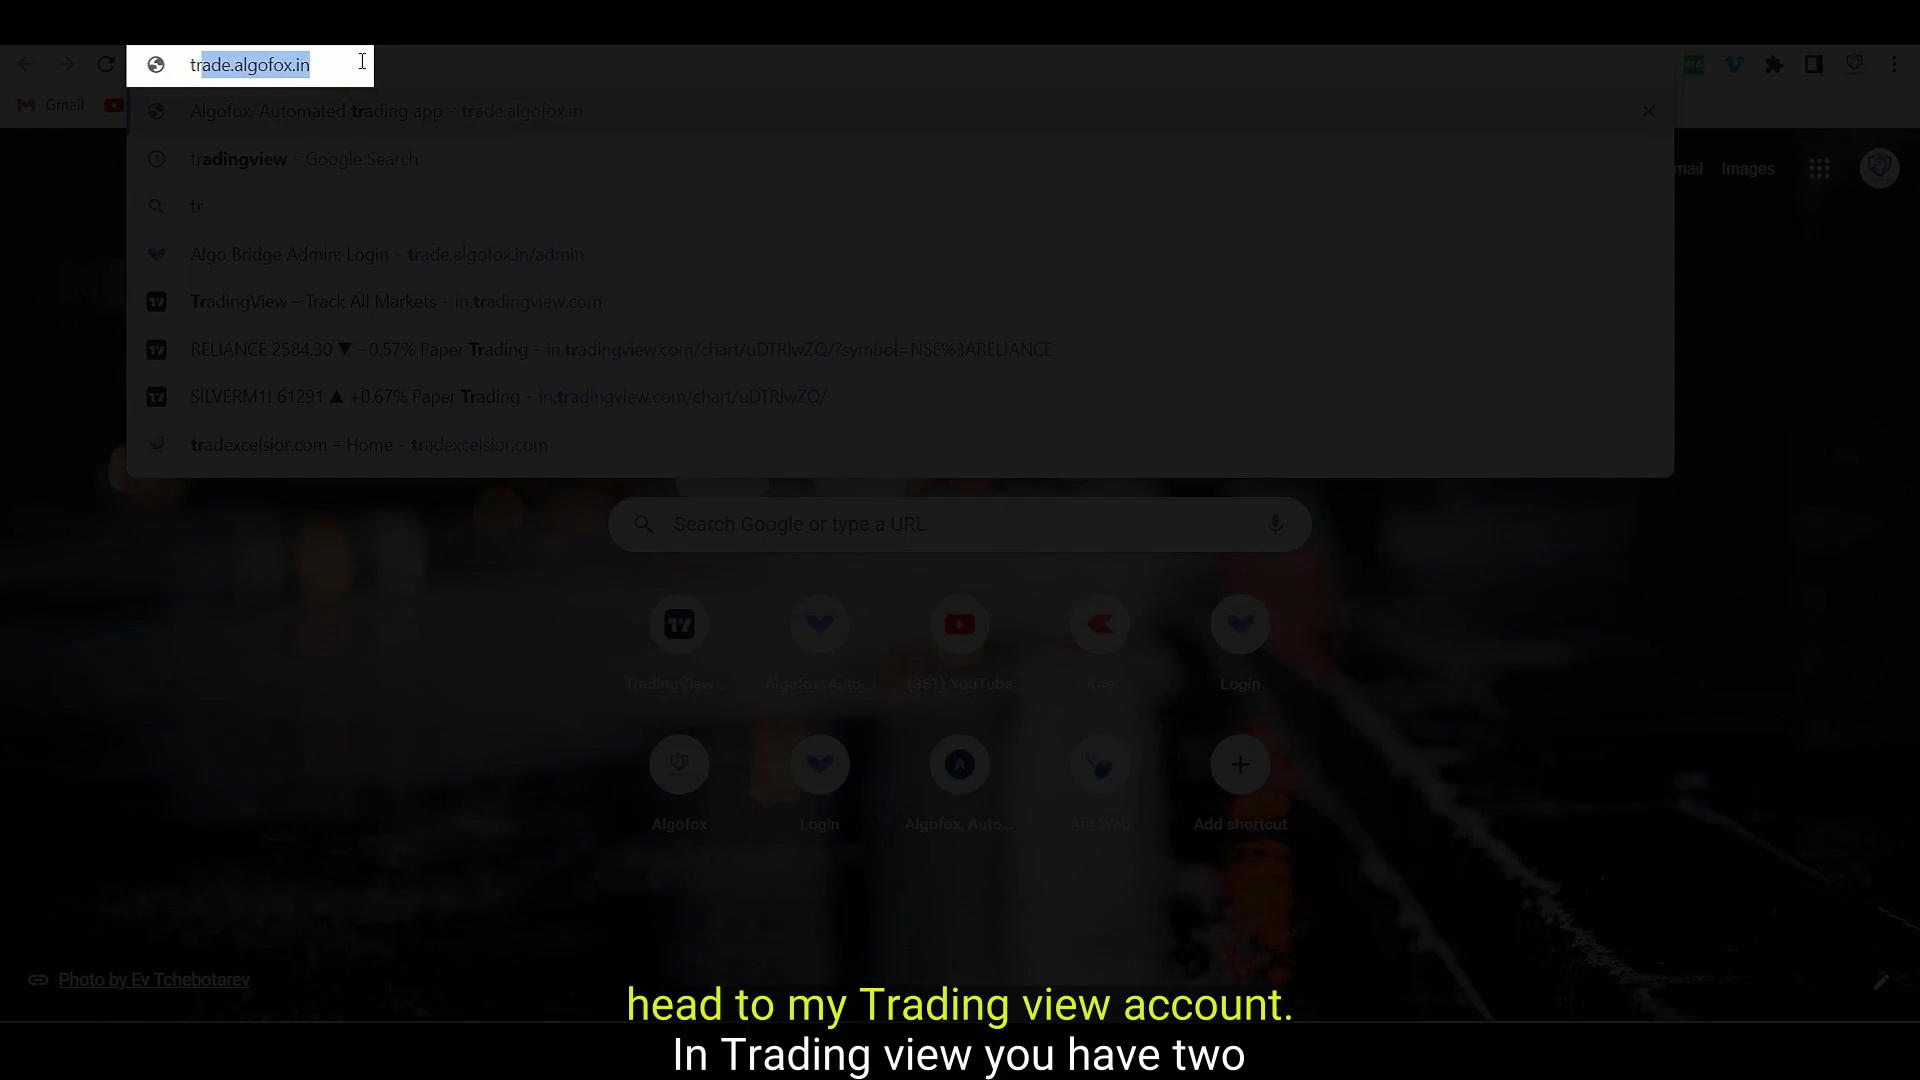 trade.algofox.in
Gmail
Algofox, Automated trading app - trade.algofox.in
tradingview - Google Search
tr
Algo Bridge Admin: Login - trade.algofox.in/admin
TradingView – Track All Markets - in.tradingview.com
RELIANCE 2584.30 ▼ −0.57% Paper Trading - in.tradingview.com/chart/uDTRlwZQ/?symbol=NSE%3ARELIANCE
SILVERM1! 61291 ▲ +0.67% Paper Trading - in.tradingview.com/chart/uDTRlwZQ/
tradexcelsior.com – Home - tradexcelsior.com
mail Images
Search Google or type a URL
TradingView ... Algofox, Auto... (351) YouTube Kite Login
Algofox Login Algofox, Auto... Add shortcut
Photo by Ev Tchebotarev
head to my Trading view account.
In Trading view you have two